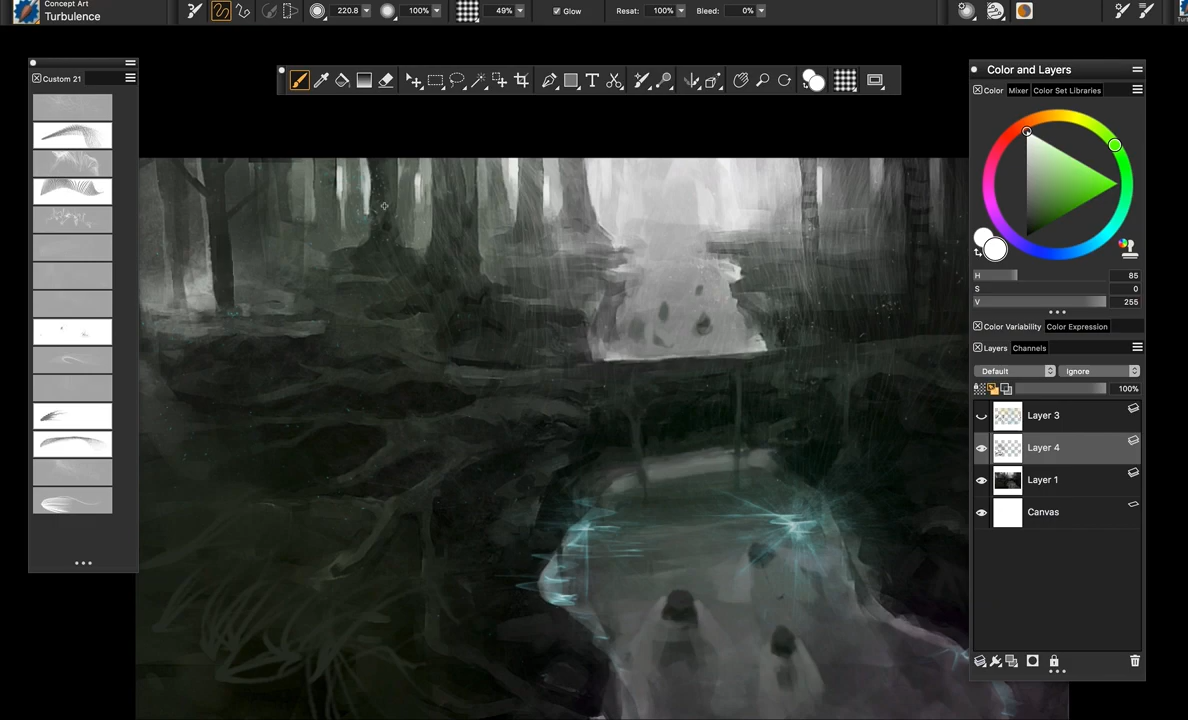 Concept Art
Turbulence
220.8
100%
49%
Glow
Resat: 100%
Bleed: 0%
Custom 21
Color and Layers
Color Mixer Color Set Libraries
H 85
S 0
V 255
Color Variability Color Expression
Layers Channels
Default Ignore
100%
Layer 3
Layer 4
Layer 1
Canvas